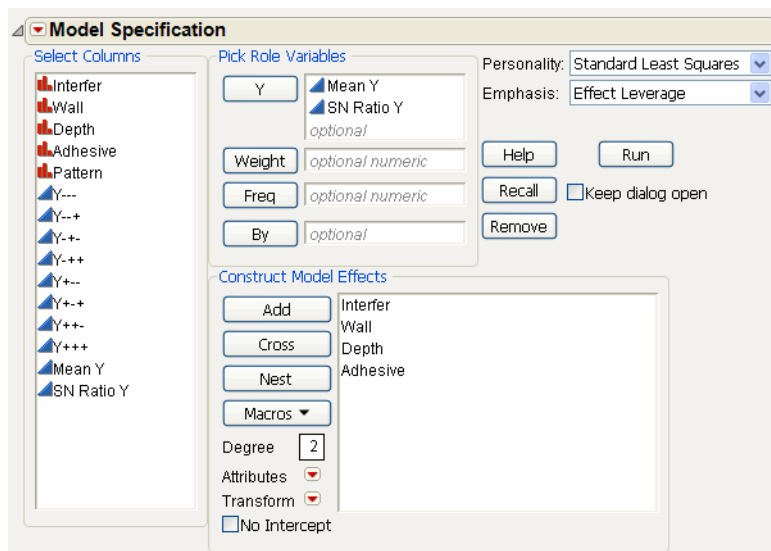 Model Specification
Select Columns
Interfer
Wall
Depth
Adhesive
Pattern
Y---
Y--+
Y-+-
Y-++
Y+--
Y+-+
Y++-
Y+++
Mean Y
SN Ratio Y
Pick Role Variables
Y
Mean Y
SN Ratio Y
optional
Weight
optional numeric
Freq
optional numeric
By
optional
Personality:
Standard Least Squares
Emphasis:
Effect Leverage
Help
Run
Recall
Keep dialog open
Remove
Construct Model Effects
Add
Cross
Nest
Macros
Degree
2
Attributes
Transform
No Intercept
Interfer
Wall
Depth
Adhesive